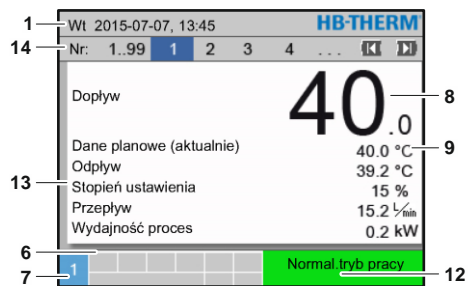 1 Wt 2015-07-07, 13:45 HB-THERM
14 Nr: 1..99 1 2 3 4 ...
Dopływ 40.0 8
Dane planowe (aktualnie) 40.0 °C 9
Odpływ 39.2 °C
13 Stopień ustawienia 15 %
Przepływ 15.2 L/min
Wydajność proces 0.2 kW
6
7 1 Normal.tryb pracy 12